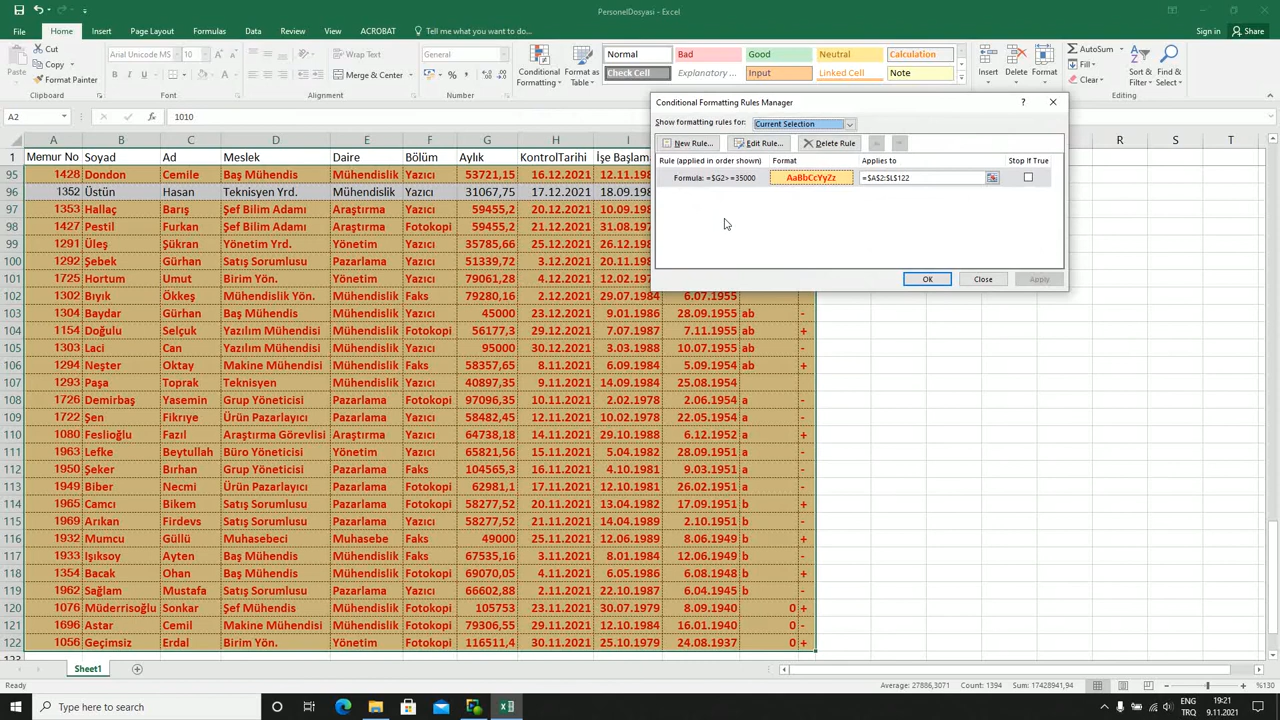 PersonelDosyasi - Excel
File Home Insert Page Layout Formulas Data Review View ACROBAT Tell me what you want to do... Sign in Share
Paste Cut Copy Format Painter Clipboard
Arial Unicode MS 10 Font
Wrap Text Merge & Center Alignment
General Number
Conditional Formatting Format as Table
Normal Bad Good Neutral Calculation
Check Cell Explanatory ... Input Linked Cell Note
Insert Delete Format
AutoSum Fill Clear Sort & Filter Find & Select
A2 1010
Conditional Formatting Rules Manager
Show formatting rules for: Current Selection
New Rule... Edit Rule... Delete Rule
Rule (applied in order shown) Format Applies to Stop If True
Formula: =$G2>=35000 AaBbCcYyZz =$A$2:$L$122
OK Close Apply
A B C D E F G H I P Q R S
1 Memur No Soyad Ad Meslek Daire Bölüm Aylık KontrolTarihi İşe Başlama
95 1428 Dondon Cemile Baş Mühendis Mühendislik Yazıcı 53721,15 16.12.2021 12.11.198
96 1352 Üstün Hasan Teknisyen Yrd. Mühendislik Yazıcı 31067,75 17.12.2021 18.09.198
97 1353 Hallaç Barış Şef Bilim Adamı Araştırma Yazıcı 59455,2 20.12.2021 10.09.198
98 1427 Pestil Furkan Şef Bilim Adamı Araştırma Fotokopi 59455,2 21.12.2021 31.08.197
99 1291 Üleş Şükran Yönetim Yrd. Yönetim Yazıcı 35785,66 25.12.2021 26.12.198
100 1292 Şebek Gürhan Satış Sorumlusu Pazarlama Fotokopi 51339,72 3.12.2021 20.11.198
101 1725 Hortum Umut Birim Yön. Yönetim Yazıcı 79061,28 4.12.2021 12.02.197
102 1302 Bıyık Ökkeş Mühendislik Yön. Mühendislik Faks 79280,16 2.12.2021 29.07.1984 6.07.1955
103 1304 Baydar Gürhan Baş Mühendis Mühendislik Yazıcı 45000 23.12.2021 9.01.1986 28.09.1955 ab -
104 1154 Doğulu Selçuk Yazılım Mühendisi Mühendislik Fotokopi 56177,3 29.12.2021 7.07.1987 7.11.1955 ab +
105 1303 Laci Can Yazılım Mühendisi Mühendislik Yazıcı 95000 30.12.2021 3.03.1988 10.07.1955 ab -
106 1294 Neşter Oktay Makine Mühendisi Mühendislik Faks 58357,65 8.11.2021 6.09.1984 5.09.1954 ab +
107 1293 Paşa Toprak Teknisyen Mühendislik Yazıcı 40897,35 9.11.2021 14.09.1982 25.08.1954 -
108 1726 Demirbaş Yasemin Grup Yöneticisi Pazarlama Fotokopi 97096,35 10.11.2021 2.02.1978 6.02.1954 a -
109 1722 Şen Fikriye Ürün Pazarlayıcı Pazarlama Yazıcı 58482,45 12.11.2021 10.02.1982 22.05.1954 a -
110 1080 Feslioğlu Fazıl Araştırma Görevlisi Araştırma Yazıcı 64738,18 14.11.2021 29.10.1988 6.12.1952 a +
111 1963 Lefke Beytullah Büro Yöneticisi Yönetim Yazıcı 65821,56 15.11.2021 5.04.1982 28.09.1951 a -
112 1950 Şeker Bırhan Grup Yöneticisi Pazarlama Faks 104565,3 16.11.2021 4.10.1981 9.03.1951 a -
113 1949 Biber Necmi Ürün Pazarlayıcı Pazarlama Fotokopi 62981,1 17.11.2021 12.10.1981 26.02.1951 a -
114 1965 Camcı Bikem Satış Sorumlusu Pazarlama Fotokopi 58277,52 20.11.2021 13.04.1982 17.09.1951 b +
115 1969 Arıkan Firdevs Satış Sorumlusu Pazarlama Yazıcı 58277,52 21.11.2021 14.04.1989 2.10.1951 b -
116 1932 Mumcu Güllü Muhasebeci Muhasebe Faks 49000 25.11.2021 12.06.1989 8.06.1949 b +
117 1933 Işıksoy Ayten Baş Mühendis Mühendislik Faks 67535,16 3.11.2021 8.01.1984 12.06.1949 b -
118 1354 Bacak Ohan Baş Mühendis Mühendislik Fotokopi 69070,05 4.11.2021 6.05.1986 8.06.1948 b +
119 1962 Sağlam Mustafa Satış Sorumlusu Pazarlama Yazıcı 66602,88 2.11.2021 22.10.1987 6.04.1945 b -
120 1076 Müderrisoğlu Sonkar Şef Mühendis Mühendislik Fotokopi 105753 23.11.2021 30.07.1979 8.09.1940 0 +
121 1696 Astar Cemil Makine Mühendisi Mühendislik Fotokopi 79306,55 29.11.2021 12.10.1984 16.01.1940 0 -
122 1056 Geçimsiz Erdal Birim Yön. Yönetim Fotokopi 116511,4 30.11.2021 25.10.1979 24.08.1937 0 +
123
Sheet1
Ready Average: 27886,3071 Count: 1394 Sum: 17428941,94 %130
Type here to search
ENG 21:05
TRQ 9.11.2021